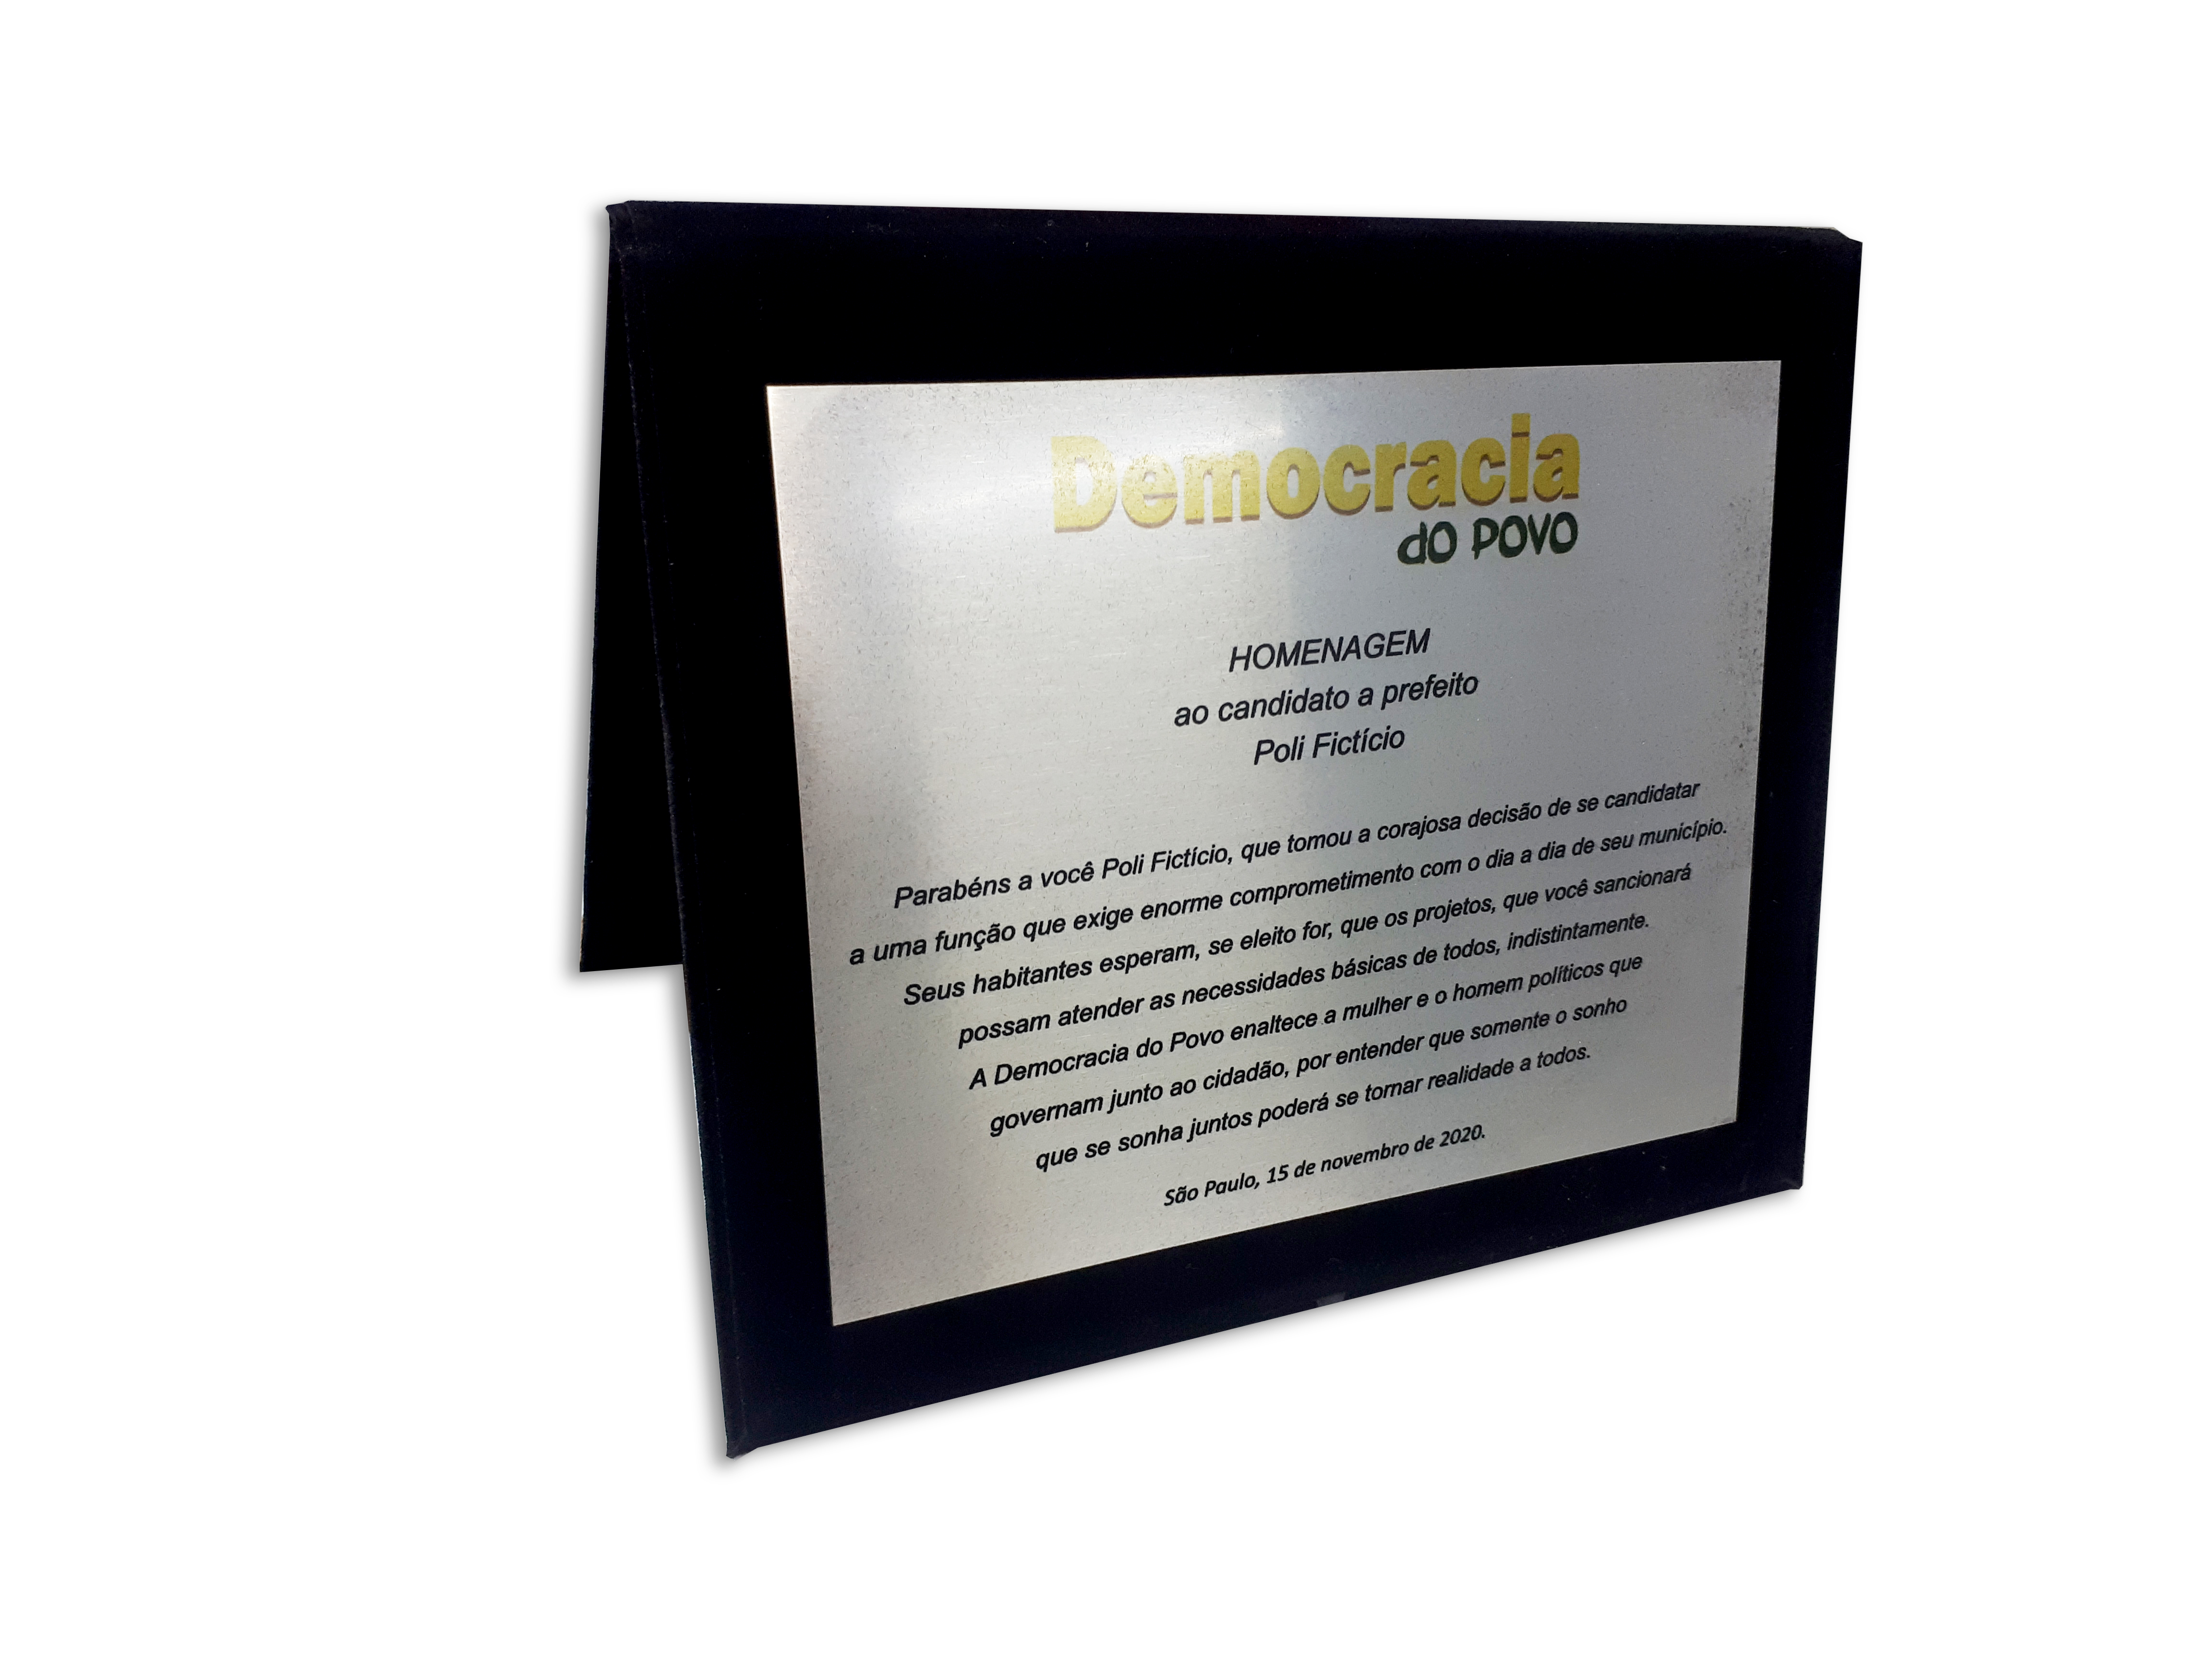 Democracia
do Povo
HOMENAGEM
ao candidato a prefeito
Poli Fictício
Parabéns a você Poli Fictício, que tomou a corajosa decisão de se candidatar
a uma função que exige enorme comprometimento com o dia a dia de seu município.
Seus habitantes esperam, se eleito for, que os projetos, que você sancionará
possam atender as necessidades básicas de todos, indistintamente.
A Democracia do Povo enaltece a mulher e o homem políticos que
governam junto ao cidadão, por entender que somente o sonho
que se sonha juntos poderá se tornar realidade a todos.
São Paulo, 15 de novembro de 2020.